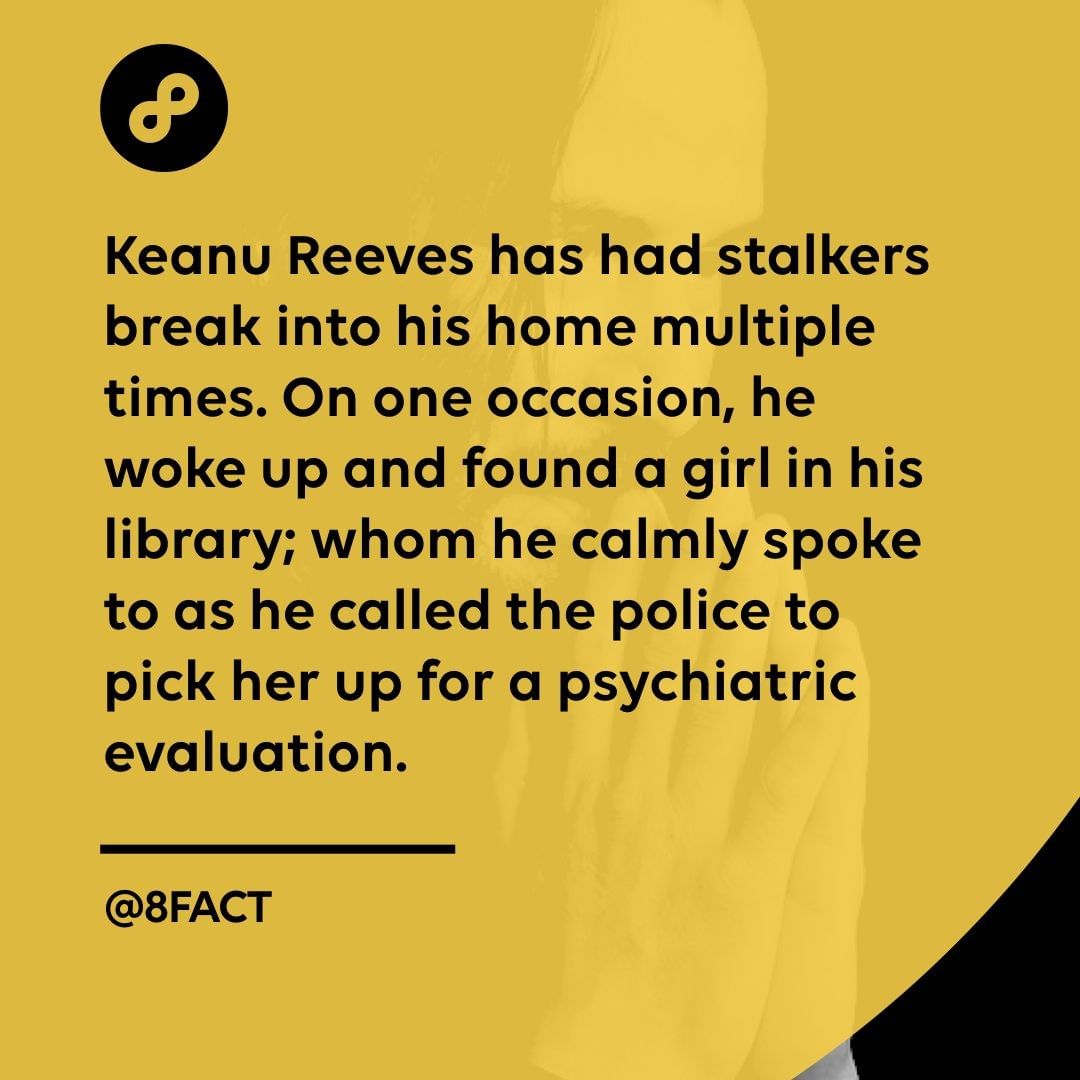 Keanu Reeves has had stalkers
break into his home multiple
times. On one occasion, he
woke up and found a girl in his
library; whom he calmly spoke
to as he called the police to
pick her up for a psychiatric
evaluation.
@8FACT